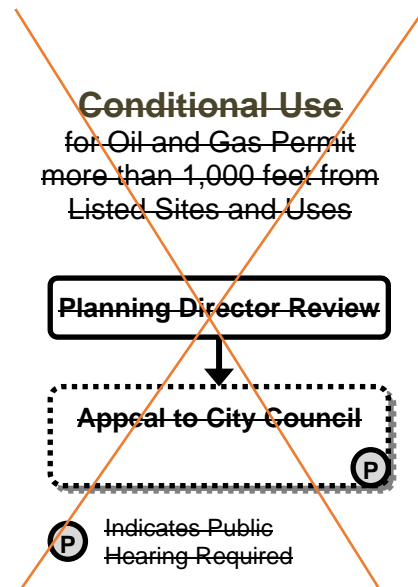 Conditional Use
for Oil and Gas Permit
more than 1,000 feet from
Listed Sites and Uses
Planning Director Review
Appeal to City Council
P
P
Indicates Public
Hearing Required